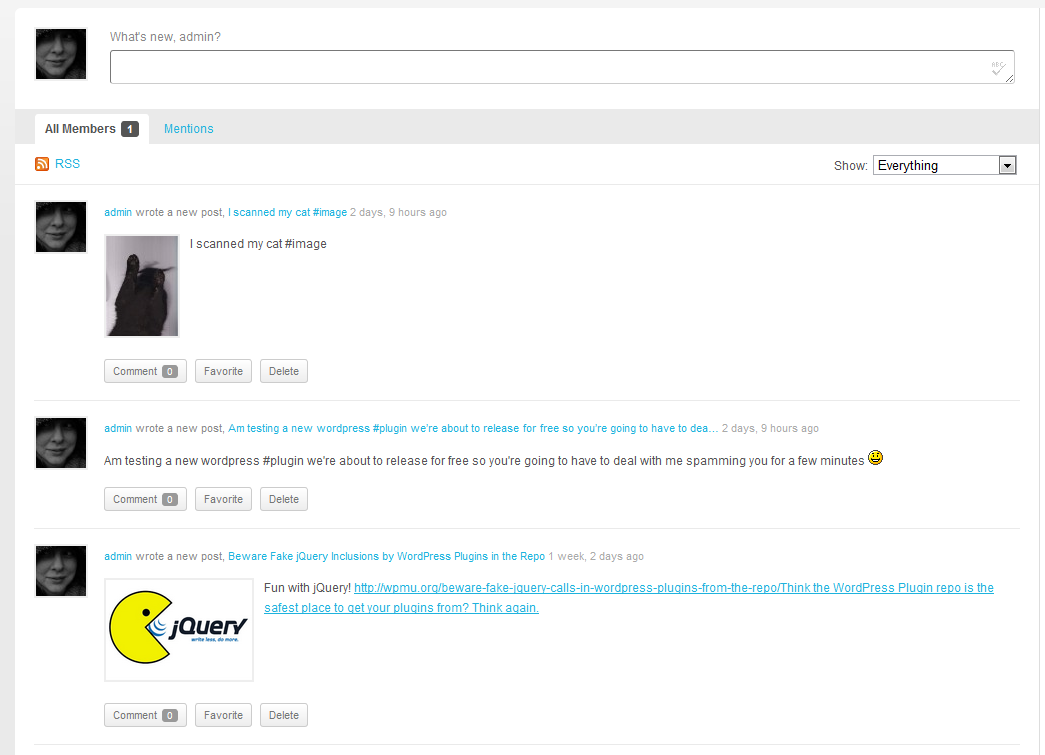 What's new, admin?
ABC
All Members 1 Mentions
RSS Show: Everything
admin wrote a new post, I scanned my cat #image 2 days, 9 hours ago
I scanned my cat #image
Comment 0 Favorite Delete
admin wrote a new post, Am testing a new wordpress #plugin we're about to release for free so you're going to have to dea... 2 days, 9 hours ago
Am testing a new wordpress #plugin we're about to release for free so you're going to have to deal with me spamming you for a few minutes
Comment 0 Favorite Delete
admin wrote a new post, Beware Fake jQuery Inclusions by WordPress Plugins in the Repo 1 week, 2 days ago
Fun with jQuery! http://wpmu.org/beware-fake-jquery-calls-in-wordpress-plugins-from-the-repo/Think the WordPress Plugin repo is the
safest place to get your plugins from? Think again.
jQuery
write less, do more.
Comment 0 Favorite Delete